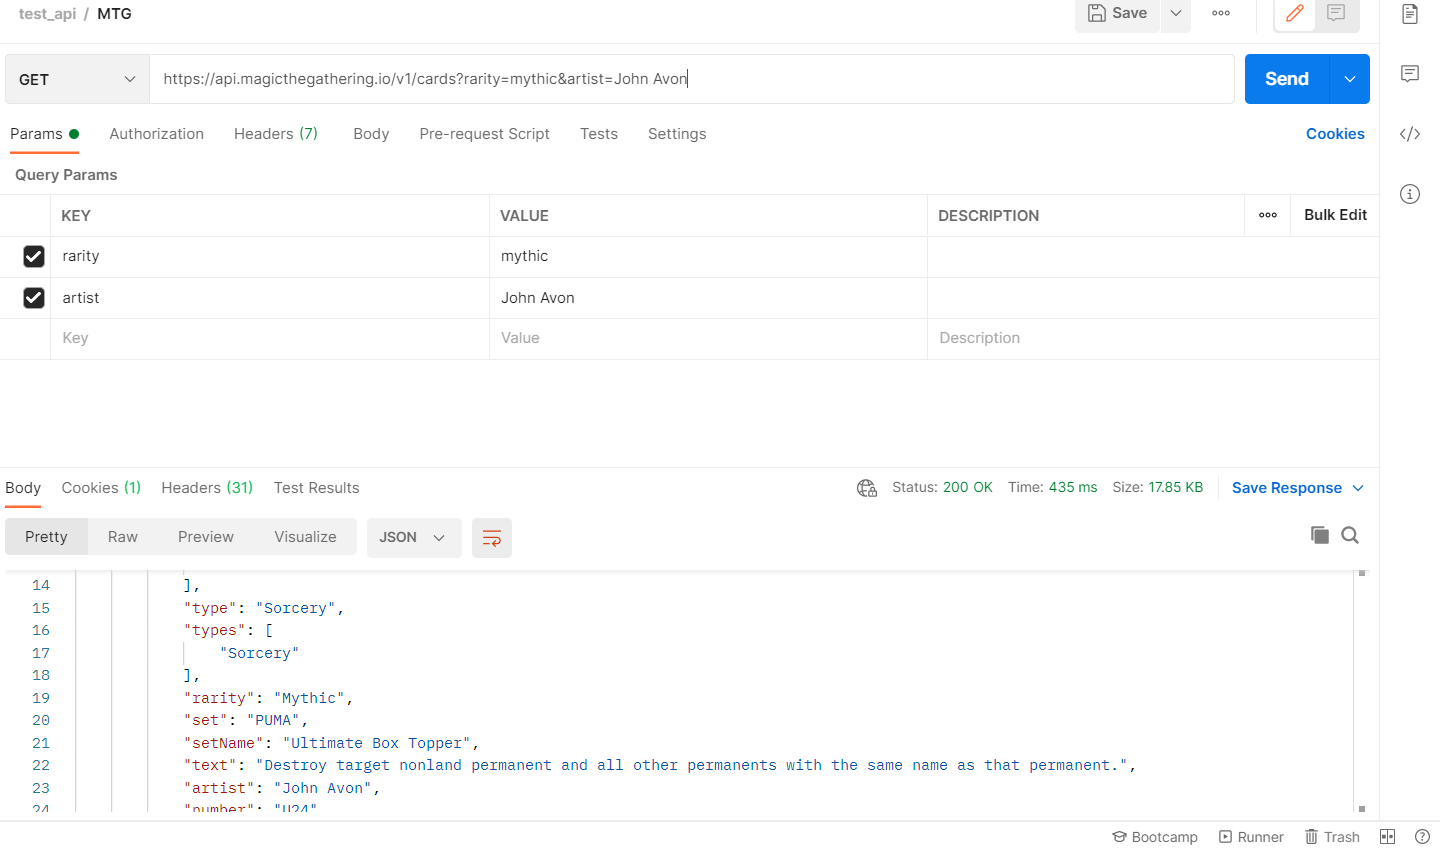 test_api / MTG
Save
GET
https://api.magicthegathering.io/v1/cards?rarity=mythic&artist=John Avon
Send
Params Authorization Headers (7) Body Pre-request Script Tests Settings Cookies
Query Params
KEY VALUE DESCRIPTION Bulk Edit
rarity mythic
artist John Avon
Key Value Description
Body Cookies (1) Headers (31) Test Results Status: 200 OK Time: 435 ms Size: 17.85 KB Save Response
Pretty Raw Preview Visualize JSON
14 ],
15 "type": "Sorcery",
16 "types": [
17 "Sorcery"
18 ],
19 "rarity": "Mythic",
20 "set": "PUMA",
21 "setName": "Ultimate Box Topper",
22 "text": "Destroy target nonland permanent and all other permanents with the same name as that permanent.",
23 "artist": "John Avon",
24 "number": "U24"
Bootcamp Runner Trash